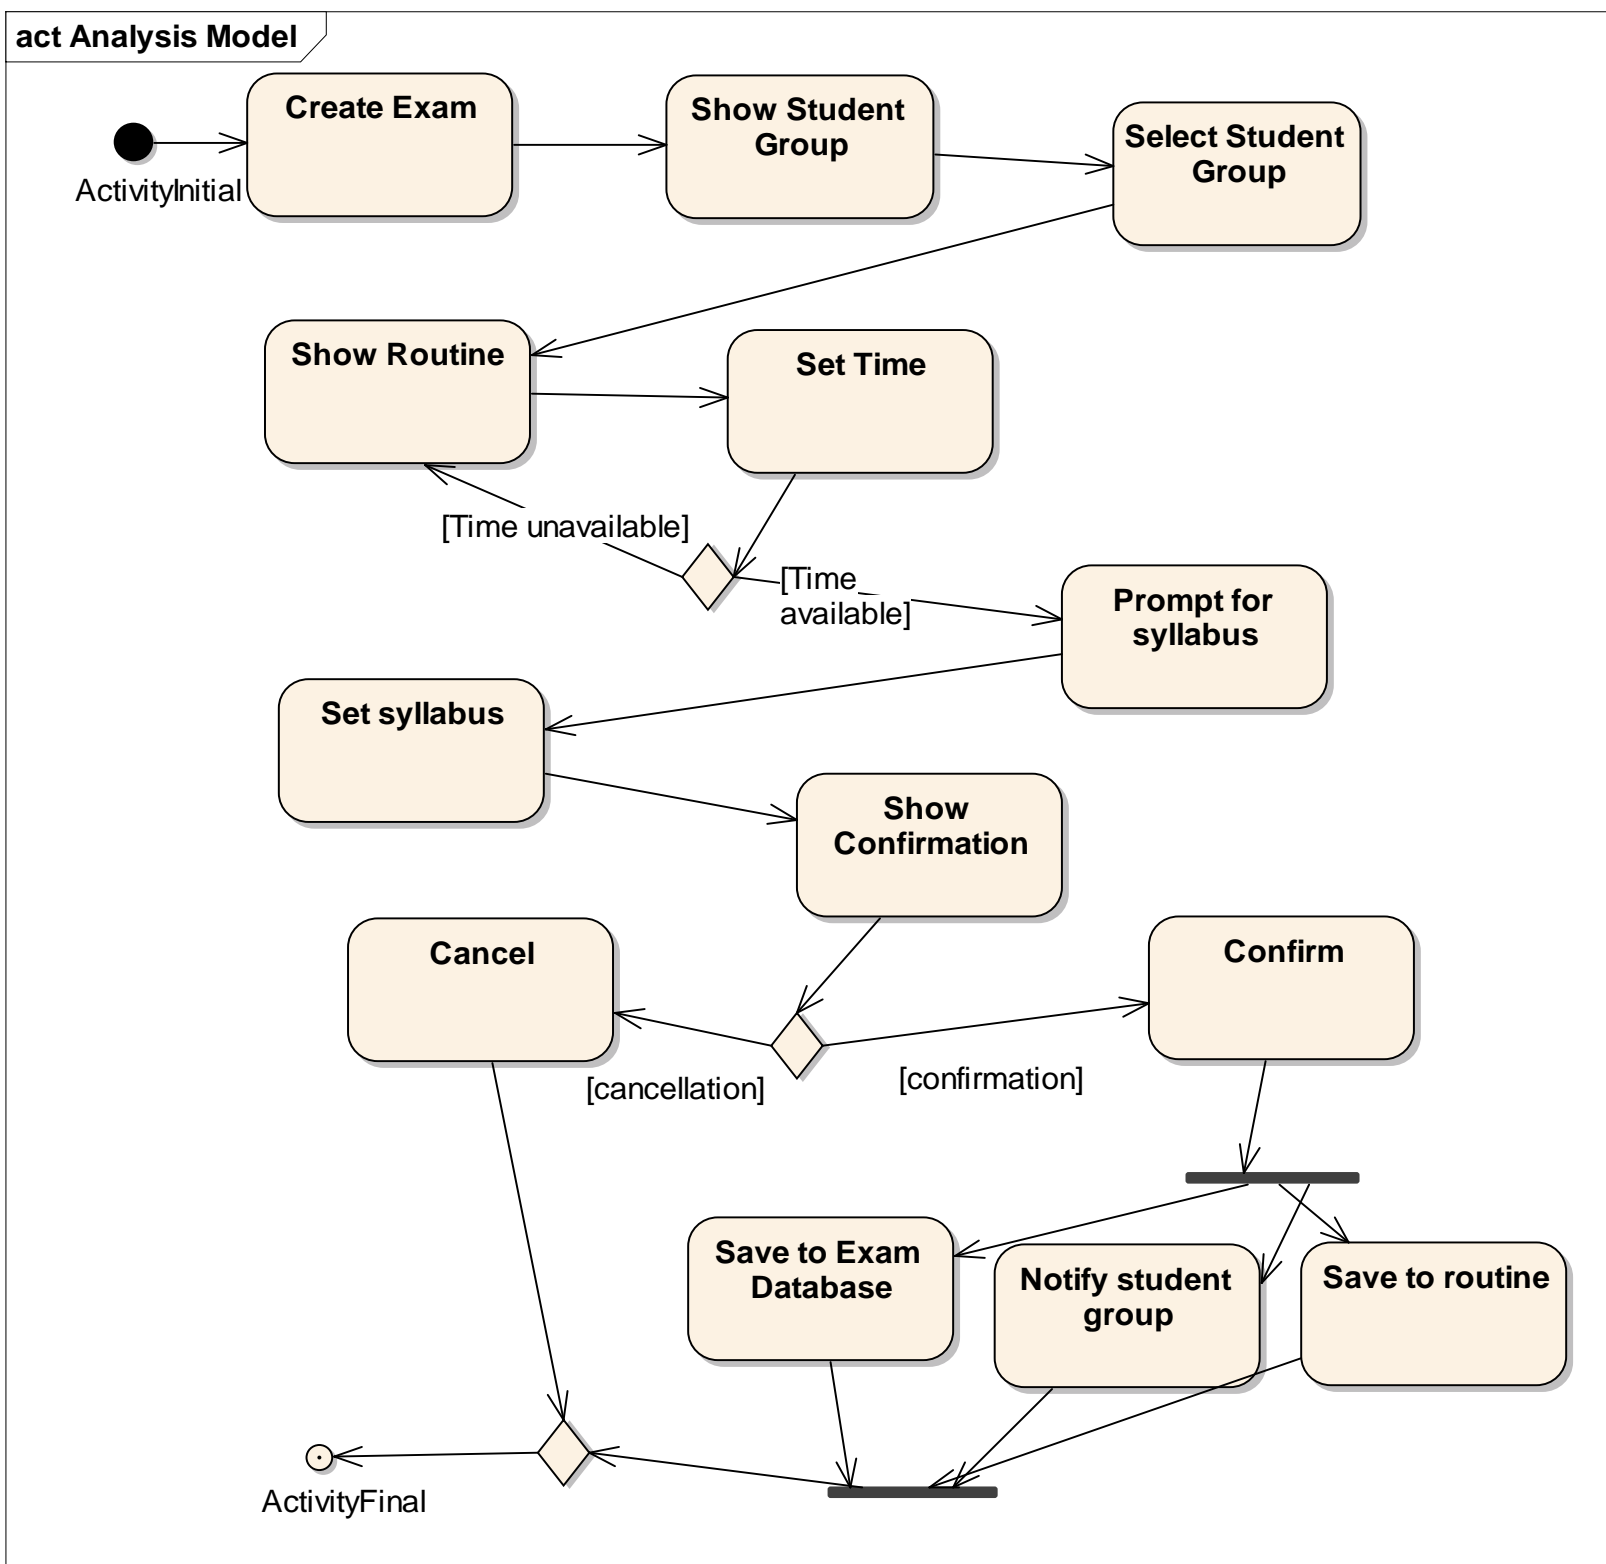 act Analysis Model
Create Exam
Show Student
Group
Select Student
Group
ActivityInitial
Show Routine
Set Time
[Time unavailable]
[Time
available]
Prompt for
syllabus
Set syllabus
Show
Confirmation
Cancel
Confirm
[cancellation]
[confirmation]
Save to Exam
Database
Notify student
group
Save to routine
ActivityFinal